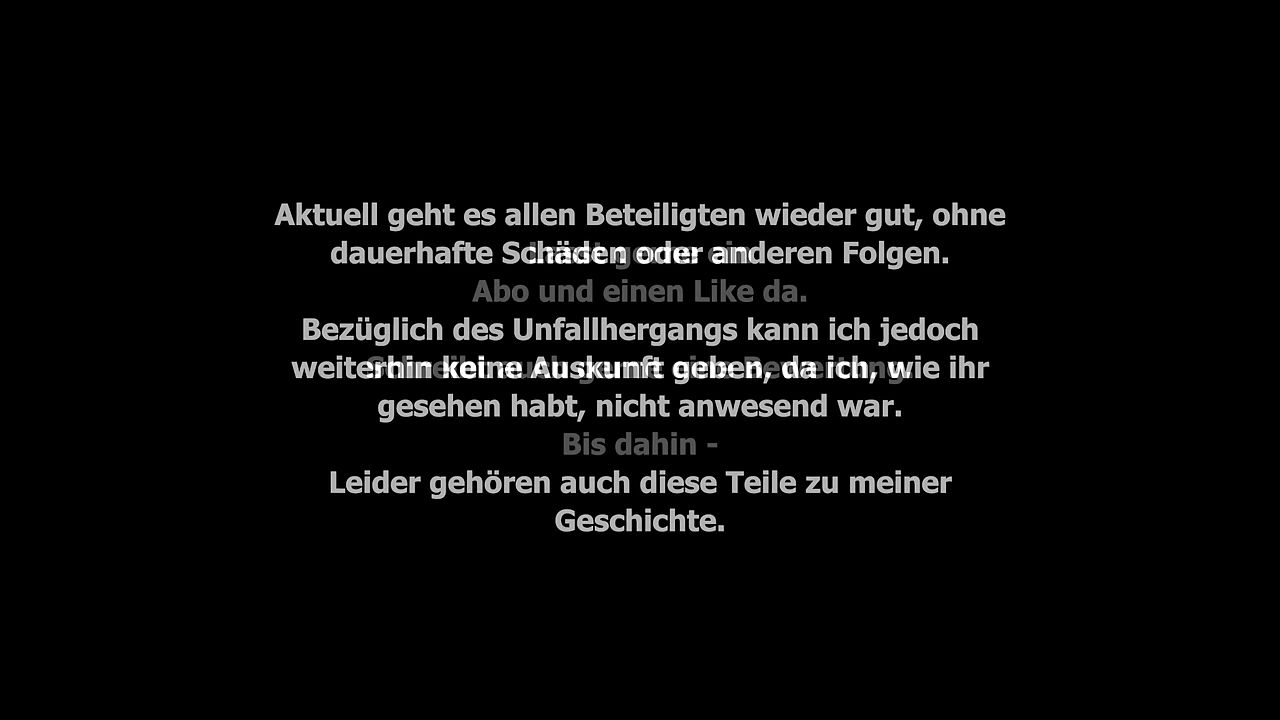 Aktuell geht es allen Beteiligten wieder gut, ohne
dauerhafte Schäden oder anderen Folgen.
Abo und einen Like da.
Bezüglich des Unfallhergangs kann ich jedoch
weiterhin keine Auskunft geben, da ich, wie ihr
gesehen habt, nicht anwesend war.
Bis dahin -
Leider gehören auch diese Teile zu meiner
Geschichte.